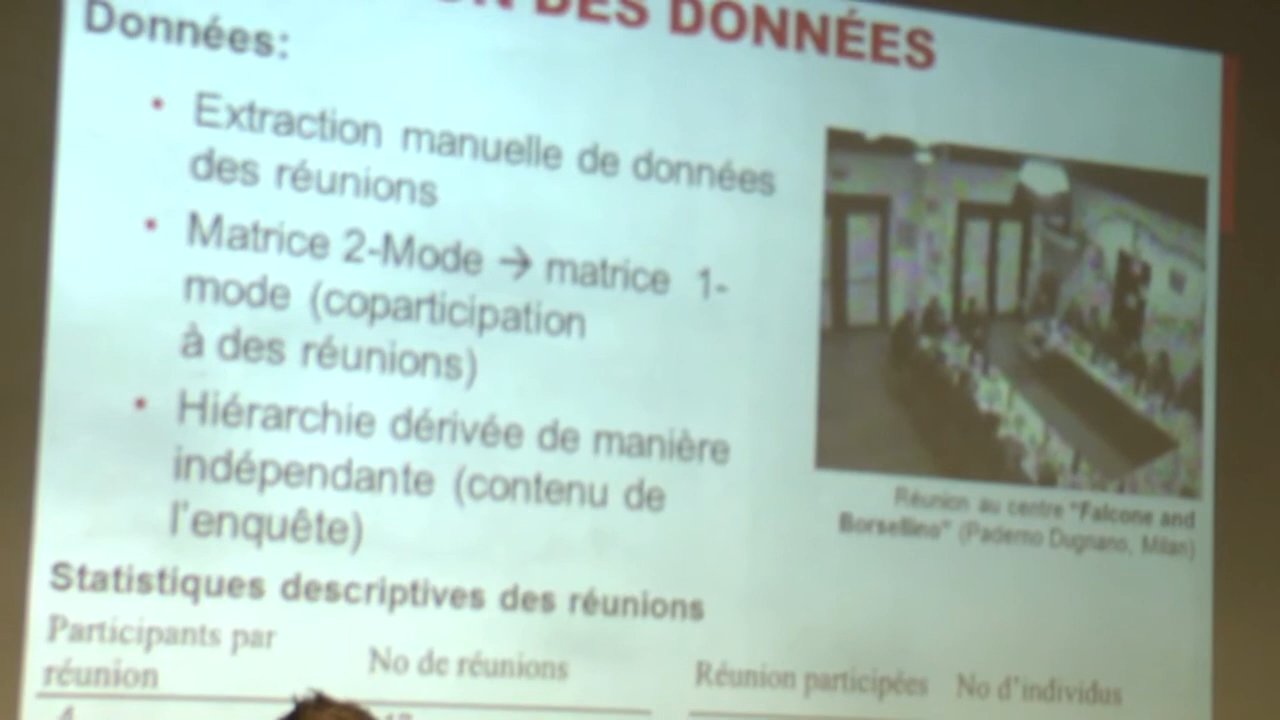 DES DONNÉES
Données:
• Extraction manuelle de données
des réunions
• Matrice 2-Mode → matrice 1-
mode (coparticipation
à des réunions)
• Hiérarchie dérivée de manière
indépendante (contenu de
l'enquête)
Réunion au centre "Falcone and
Borsellino" (Paderno Dugnano, Milan)
Statistiques descriptives des réunions
Participants par
réunion
No de réunions
Réunion participées
No d'individus
4